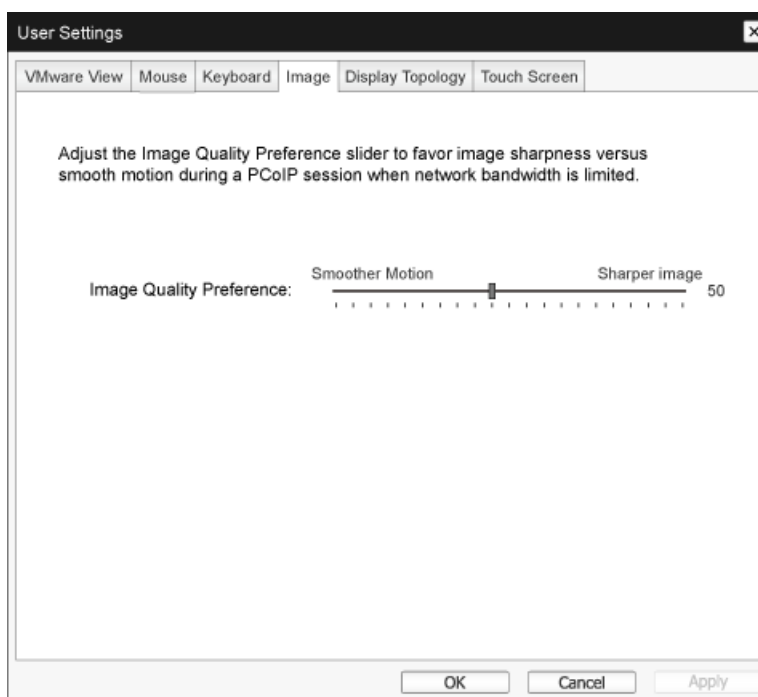 User Settings
VMware View Mouse Keyboard Image Display Topology Touch Screen
Adjust the Image Quality Preference slider to favor image sharpness versus
smooth motion during a PCoIP session when network bandwidth is limited.
Smoother Motion Sharper image
Image Quality Preference: 50
OK Cancel Apply